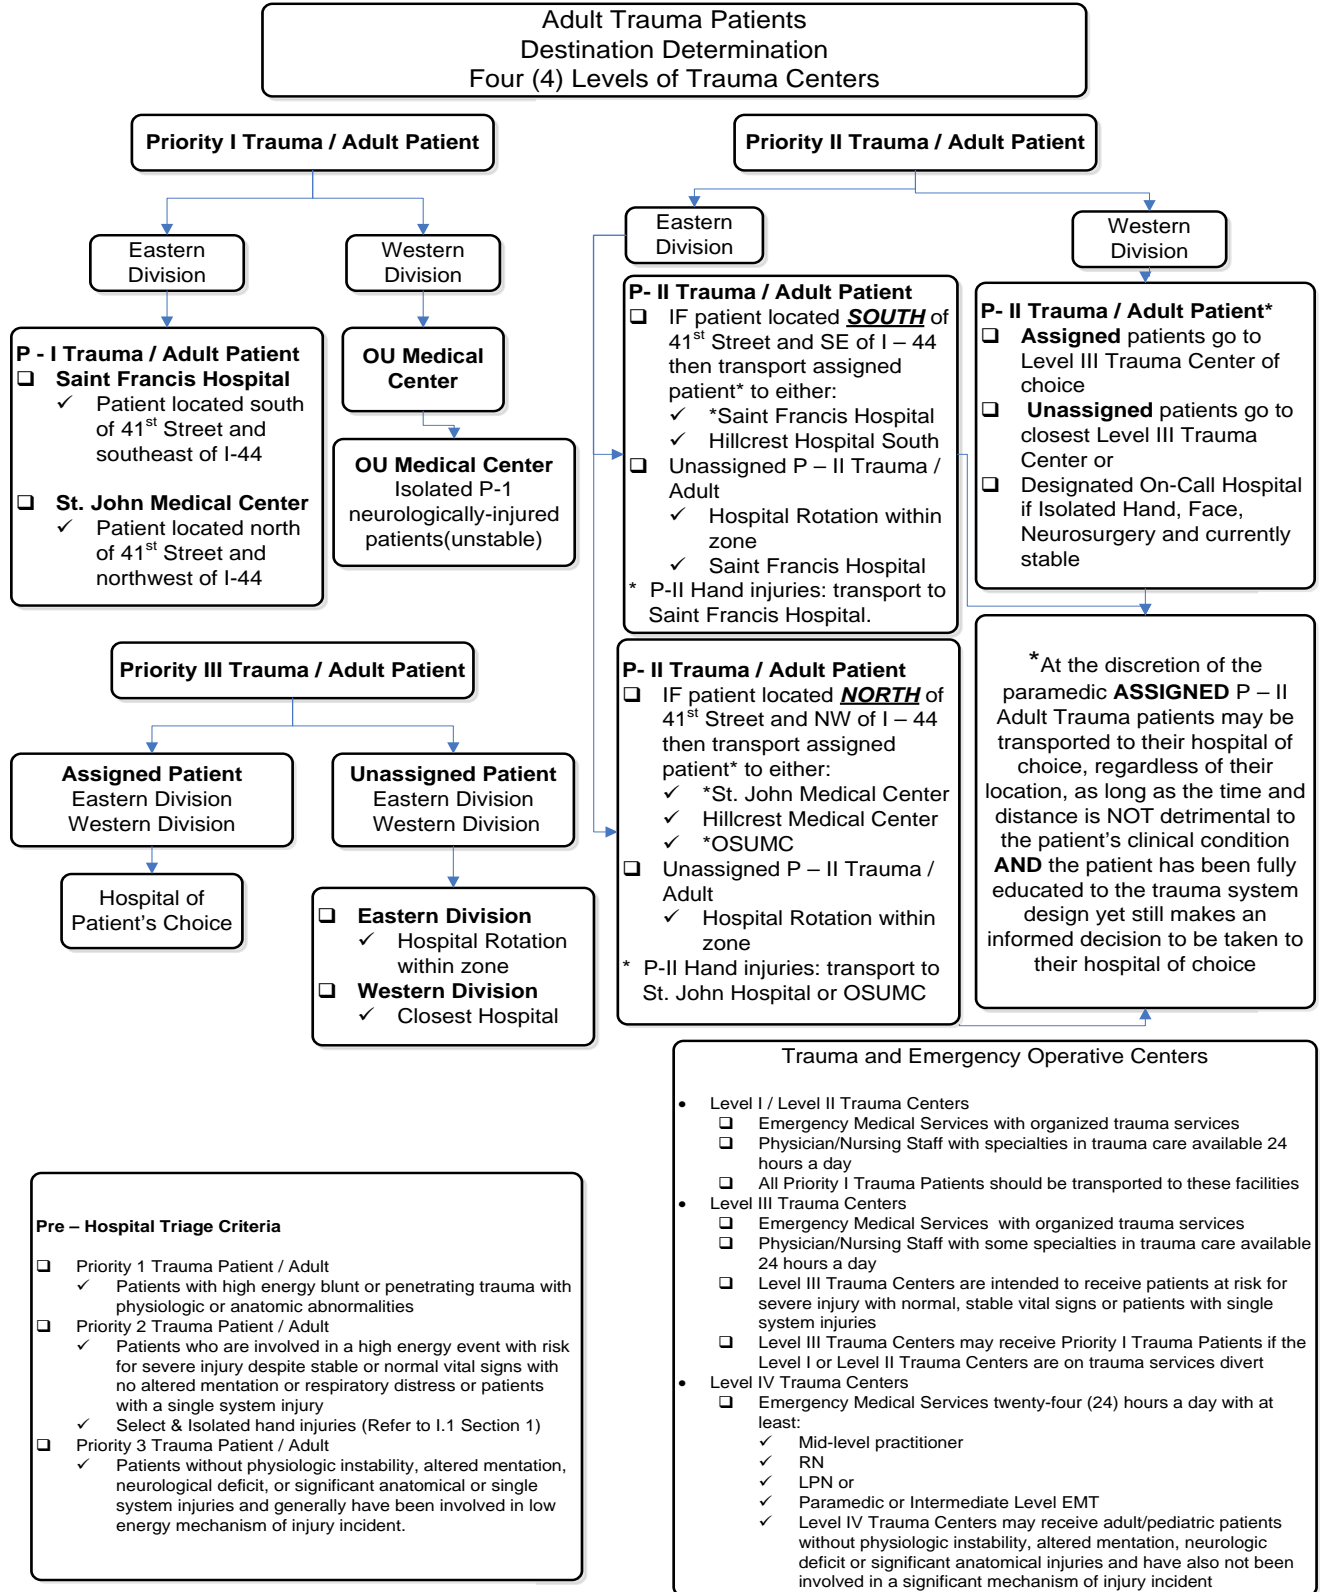 Adult Trauma Patients
Destination Determination
Four (4) Levels of Trauma Centers
Priority I Trauma / Adult Patient
Eastern
Division
Western
Division
P - I Trauma / Adult Patient
❑ Saint Francis Hospital
✓ Patient located south
of 41st Street and
southeast of I-44
❑ St. John Medical Center
✓ Patient located north
of 41st Street and
northwest of I-44
OU Medical
Center
OU Medical Center
Isolated P-1
neurologically-injured
patients(unstable)
Priority II Trauma / Adult Patient
Eastern
Division
Western
Division
P- II Trauma / Adult Patient
❑ IF patient located SOUTH of
41st Street and SE of I – 44
then transport assigned
patient* to either:
✓ *Saint Francis Hospital
✓ Hillcrest Hospital South
❑ Unassigned P – II Trauma /
Adult
✓ Hospital Rotation within
zone
✓ Saint Francis Hospital
* P-II Hand injuries: transport to
Saint Francis Hospital.
P- II Trauma / Adult Patient
❑ IF patient located NORTH of
41st Street and NW of I – 44
then transport assigned
patient* to either:
✓ *St. John Medical Center
✓ Hillcrest Medical Center
✓ *OSUMC
❑ Unassigned P – II Trauma /
Adult
✓ Hospital Rotation within
zone
* P-II Hand injuries: transport to
St. John Hospital or OSUMC
P- II Trauma / Adult Patient*
❑ Assigned patients go to
Level III Trauma Center of
choice
❑ Unassigned patients go to
closest Level III Trauma
Center or
❑ Designated On-Call Hospital
if Isolated Hand, Face,
Neurosurgery and currently
stable
*At the discretion of the
paramedic ASSIGNED P – II
Adult Trauma patients may be
transported to their hospital of
choice, regardless of their
location, as long as the time and
distance is NOT detrimental to
the patient's clinical condition
AND the patient has been fully
educated to the trauma system
design yet still makes an
informed decision to be taken to
their hospital of choice
Priority III Trauma / Adult Patient
Assigned Patient
Eastern Division
Western Division
Hospital of
Patient's Choice
Unassigned Patient
Eastern Division
Western Division
❑ Eastern Division
✓ Hospital Rotation
within zone
❑ Western Division
✓ Closest Hospital
Pre – Hospital Triage Criteria
❑ Priority 1 Trauma Patient / Adult
✓ Patients with high energy blunt or penetrating trauma with
physiologic or anatomic abnormalities
❑ Priority 2 Trauma Patient / Adult
✓ Patients who are involved in a high energy event with risk
for severe injury despite stable or normal vital signs with
no altered mentation or respiratory distress or patients
with a single system injury
✓ Select & Isolated hand injuries (Refer to I.1 Section 1)
❑ Priority 3 Trauma Patient / Adult
✓ Patients without physiologic instability, altered mentation,
neurological deficit, or significant anatomical or single
system injuries and generally have been involved in low
energy mechanism of injury incident.
Trauma and Emergency Operative Centers
• Level I / Level II Trauma Centers
❑ Emergency Medical Services with organized trauma services
❑ Physician/Nursing Staff with specialties in trauma care available 24
hours a day
❑ All Priority I Trauma Patients should be transported to these facilities
• Level III Trauma Centers
❑ Emergency Medical Services with organized trauma services
❑ Physician/Nursing Staff with some specialties in trauma care available
24 hours a day
❑ Level III Trauma Centers are intended to receive patients at risk for
severe injury with normal, stable vital signs or patients with single
system injuries
❑ Level III Trauma Centers may receive Priority I Trauma Patients if the
Level I or Level II Trauma Centers are on trauma services divert
• Level IV Trauma Centers
❑ Emergency Medical Services twenty-four (24) hours a day with at
least:
✓ Mid-level practitioner
✓ RN
✓ LPN or
✓ Paramedic or Intermediate Level EMT
✓ Level IV Trauma Centers may receive adult/pediatric patients
without physiologic instability, altered mentation, neurologic
deficit or significant anatomical injuries and have also not been
involved in a significant mechanism of injury incident